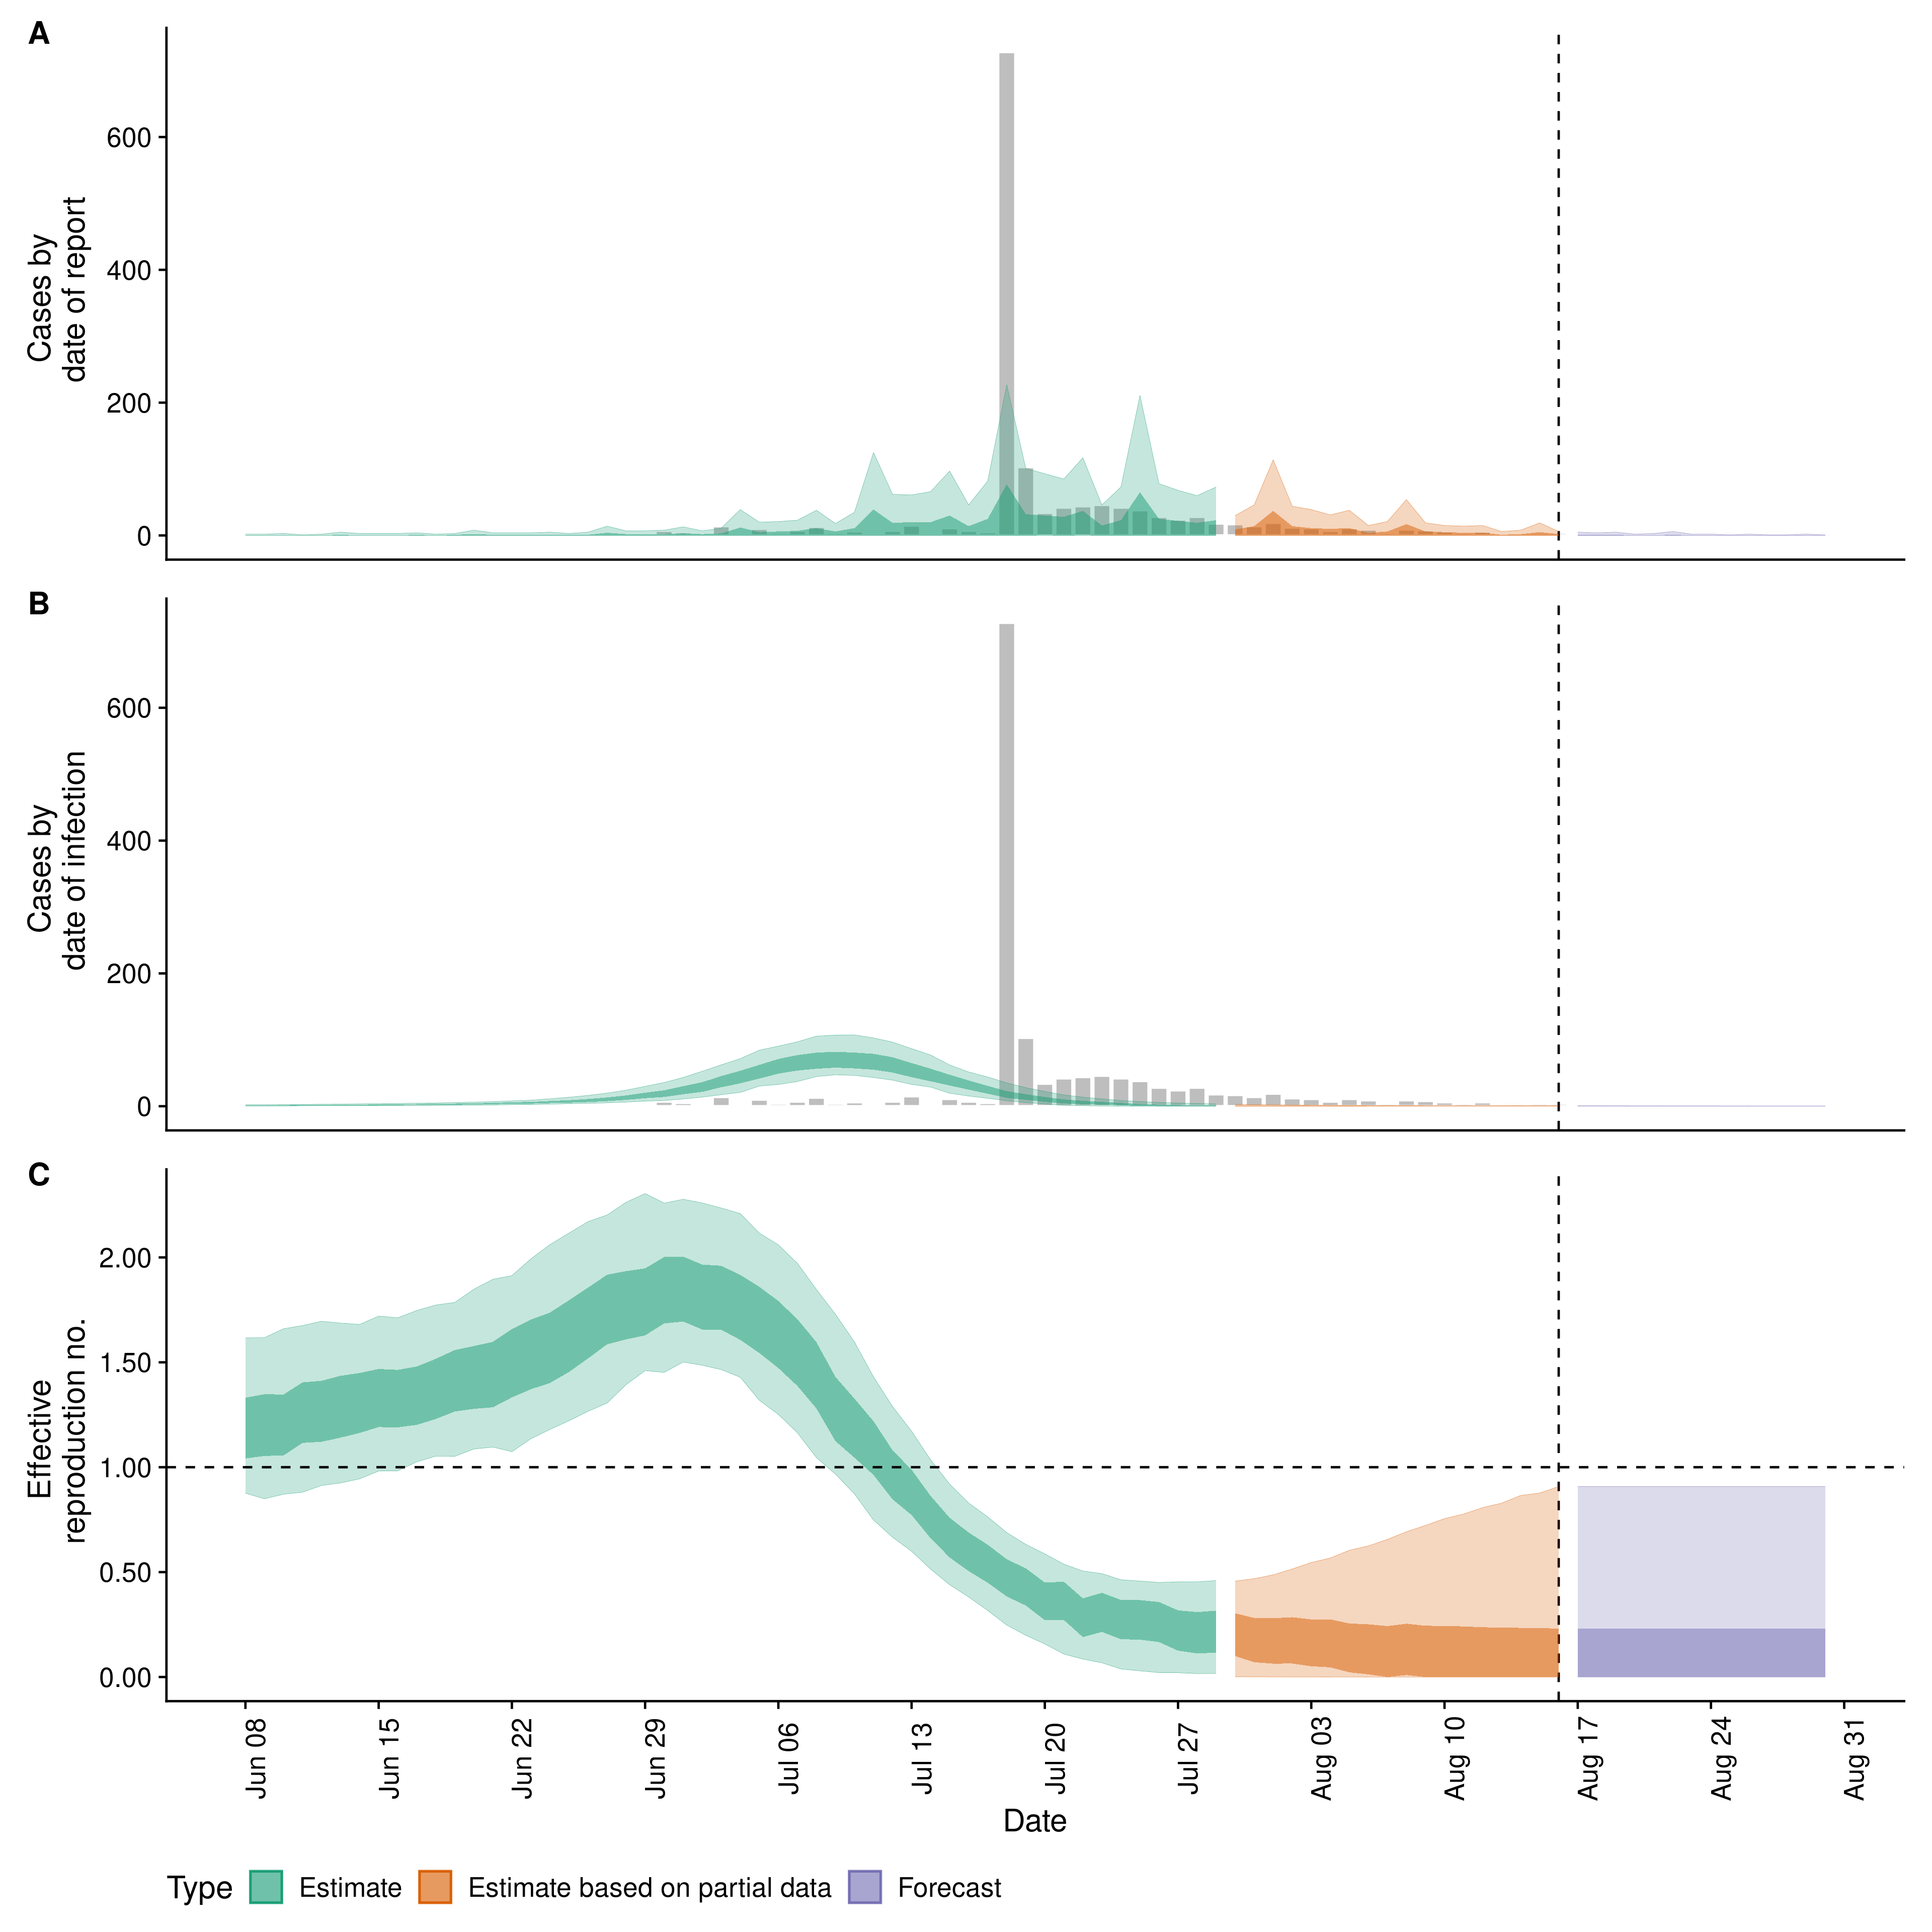 A
Cases by
date of report
600
400
200
0
B
Cases by
date of infection
600
400
200
0
C
Effective
reproduction no.
2.00
1.50
1.00
0.50
0.00
Jun 08
Jun 15
Jun 22
Jun 29
Jul 06
Jul 13
Jul 20
Jul 27
Aug 03
Aug 10
Aug 17
Aug 24
Aug 31
Date
Type Estimate Estimate based on partial data Forecast